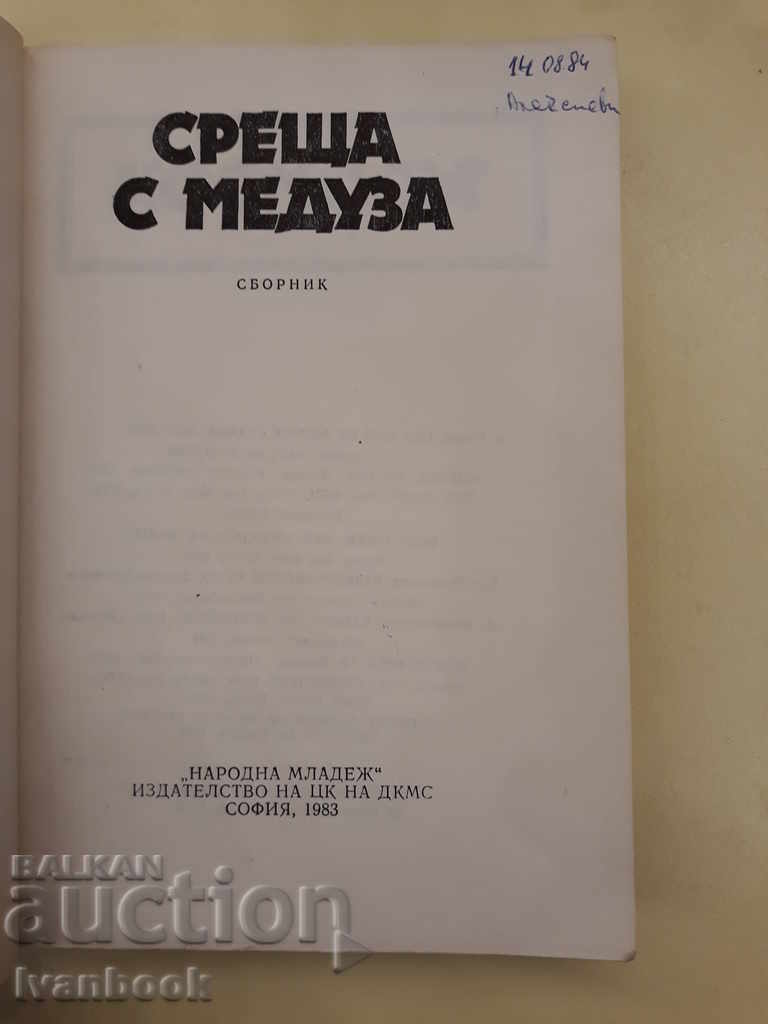 14 08 84
СРЕЩА
С МЕДУЗА
СБОРНИК
„НАРОДНА МЛАДЕЖ“
ИЗДАТЕЛСТВО НА ЦК НА ДКМС
СОФИЯ, 1983
BALKAN
auction
Ivanbook